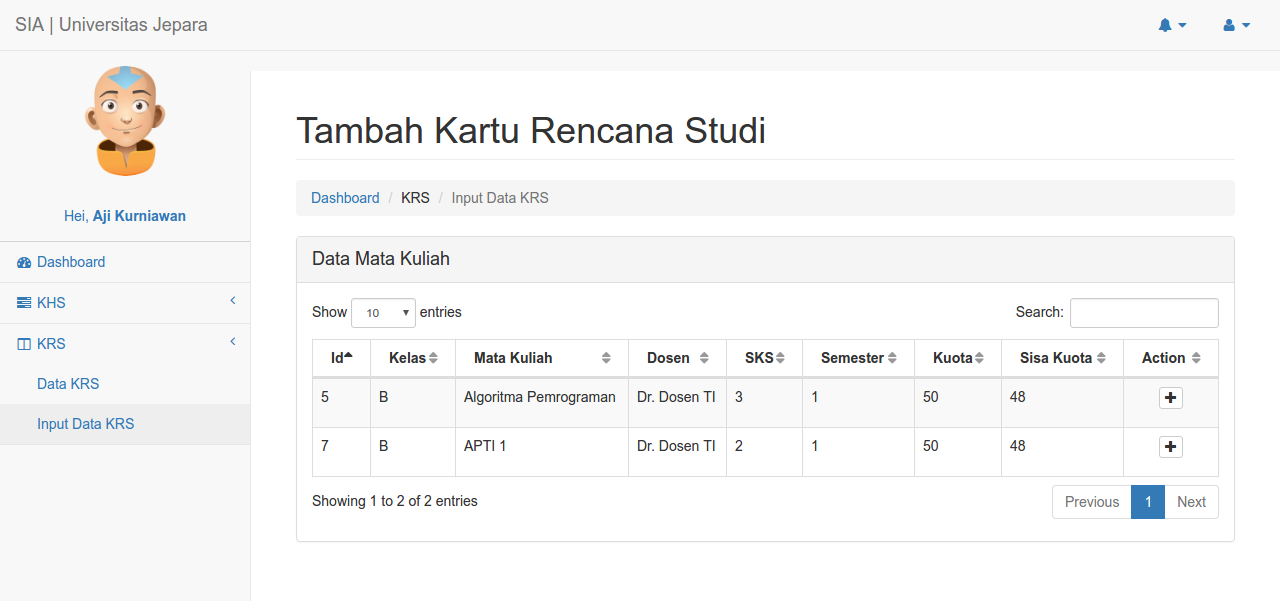 SIA | Universitas Jepara
Hei, Aji Kurniawan
Dashboard
KHS
KRS
Data KRS
Input Data KRS
Tambah Kartu Rencana Studi
Dashboard / KRS / Input Data KRS
Data Mata Kuliah
Show 10 entries Search:
Id Kelas Mata Kuliah Dosen SKS Semester Kuota Sisa Kuota Action
5 B Algoritma Pemrograman Dr. Dosen TI 3 1 50 48
7 B APTI 1 Dr. Dosen TI 2 1 50 48
Showing 1 to 2 of 2 entries Previous 1 Next